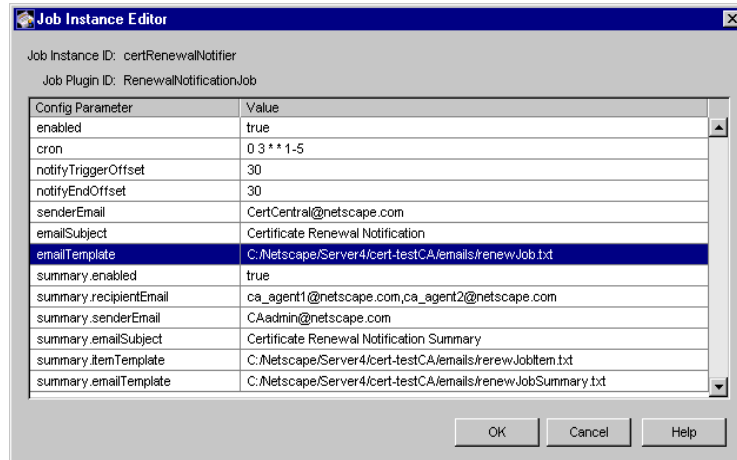 Job Instance Editor
Job Instance ID: certRenewalNotifier
Job Plugin ID: RenewalNotificationJob
Config Parameter Value
enabled true
cron 0 3 * * 1-5
notifyTriggerOffset 30
notifyEndOffset 30
senderEmail CertCentral@netscape.com
emailSubject Certificate Renewal Notification
emailTemplate C:/Netscape/Server4/cert-testCA/emails/renewJob.txt
summary.enabled true
summary.recipientEmail ca_agent1@netscape.com,ca_agent2@netscape.com
summary.senderEmail CAadmin@netscape.com
summary.emailSubject Certificate Renewal Notification Summary
summary.itemTemplate C:/Netscape/Server4/cert-testCA/emails/rerewJobItem.txt
summary.emailTemplate C:/Netscape/Server4/cert-testCA/emails/renewJobSummary.txt
OK Cancel Help